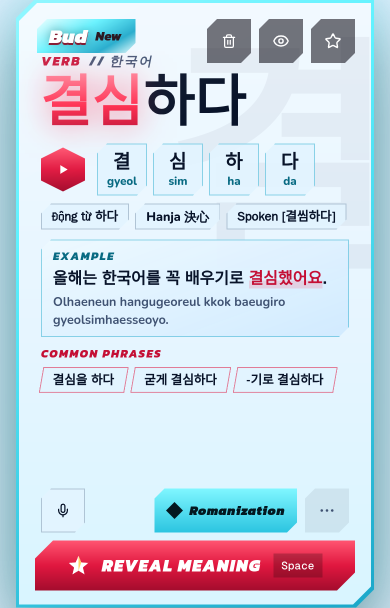 Bud New
VERB // 한국어
결심하다
결 심 하 다
gyeol sim ha da
Động từ 하다 Hanja 決心 Spoken [결씸하다]
EXAMPLE
올해는 한국어를 꼭 배우기로 결심했어요.
Olhaeneun hangugeoreul kkok baeugiro
gyeolsimhaesseoyo.
COMMON PHRASES
결심을 하다 굳게 결심하다 -기로 결심하다
Romanization
REVEAL MEANING Space